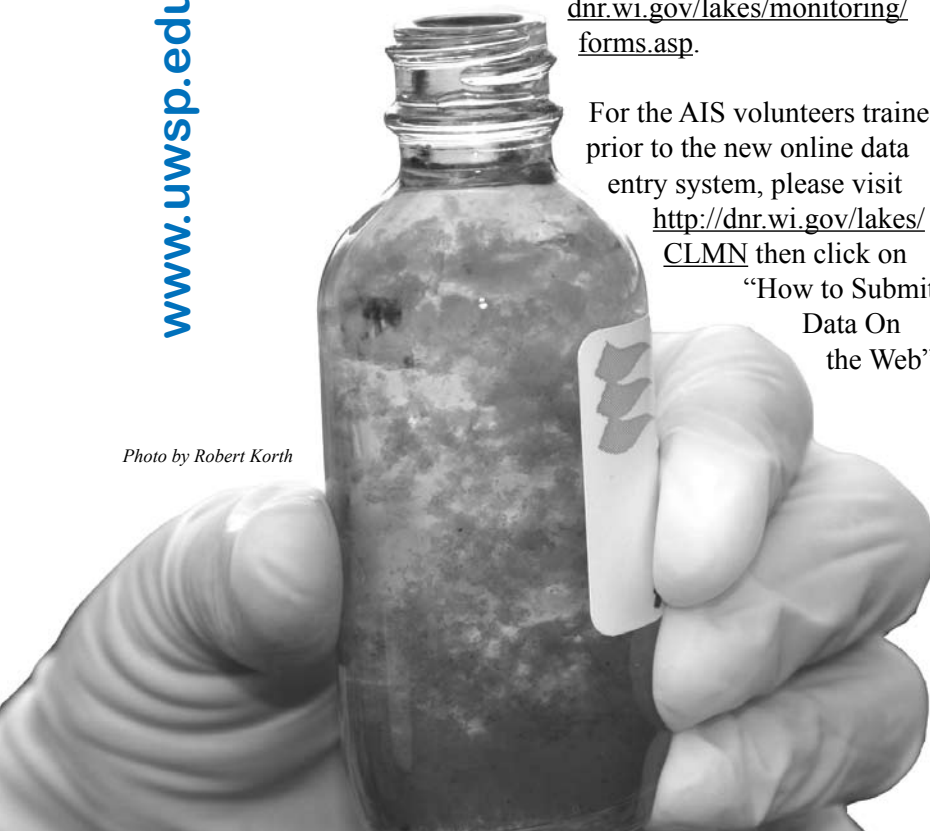 www.uwsp.edu
dnr.wi.gov/lakes/monitoring/
forms.asp.
For the AIS volunteers traine
prior to the new online data
entry system, please visit
http://dnr.wi.gov/lakes/
CLMN then click on
“How to Submit
Data On
the Web”
Photo by Robert Korth